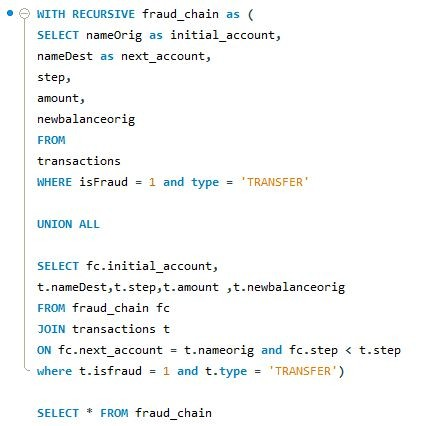 WITH RECURSIVE fraud_chain as (
SELECT nameOrig as initial_account,
nameDest as next_account,
step,
amount,
newbalanceorig
FROM
transactions
WHERE isFraud = 1 and type = 'TRANSFER'
UNION ALL
SELECT fc.initial_account,
t.nameDest,t.step,t.amount ,t.newbalanceorig
FROM fraud_chain fc
JOIN transactions t
ON fc.next_account = t.nameorig and fc.step < t.step
where t.isfraud = 1 and t.type = 'TRANSFER')
SELECT * FROM fraud_chain